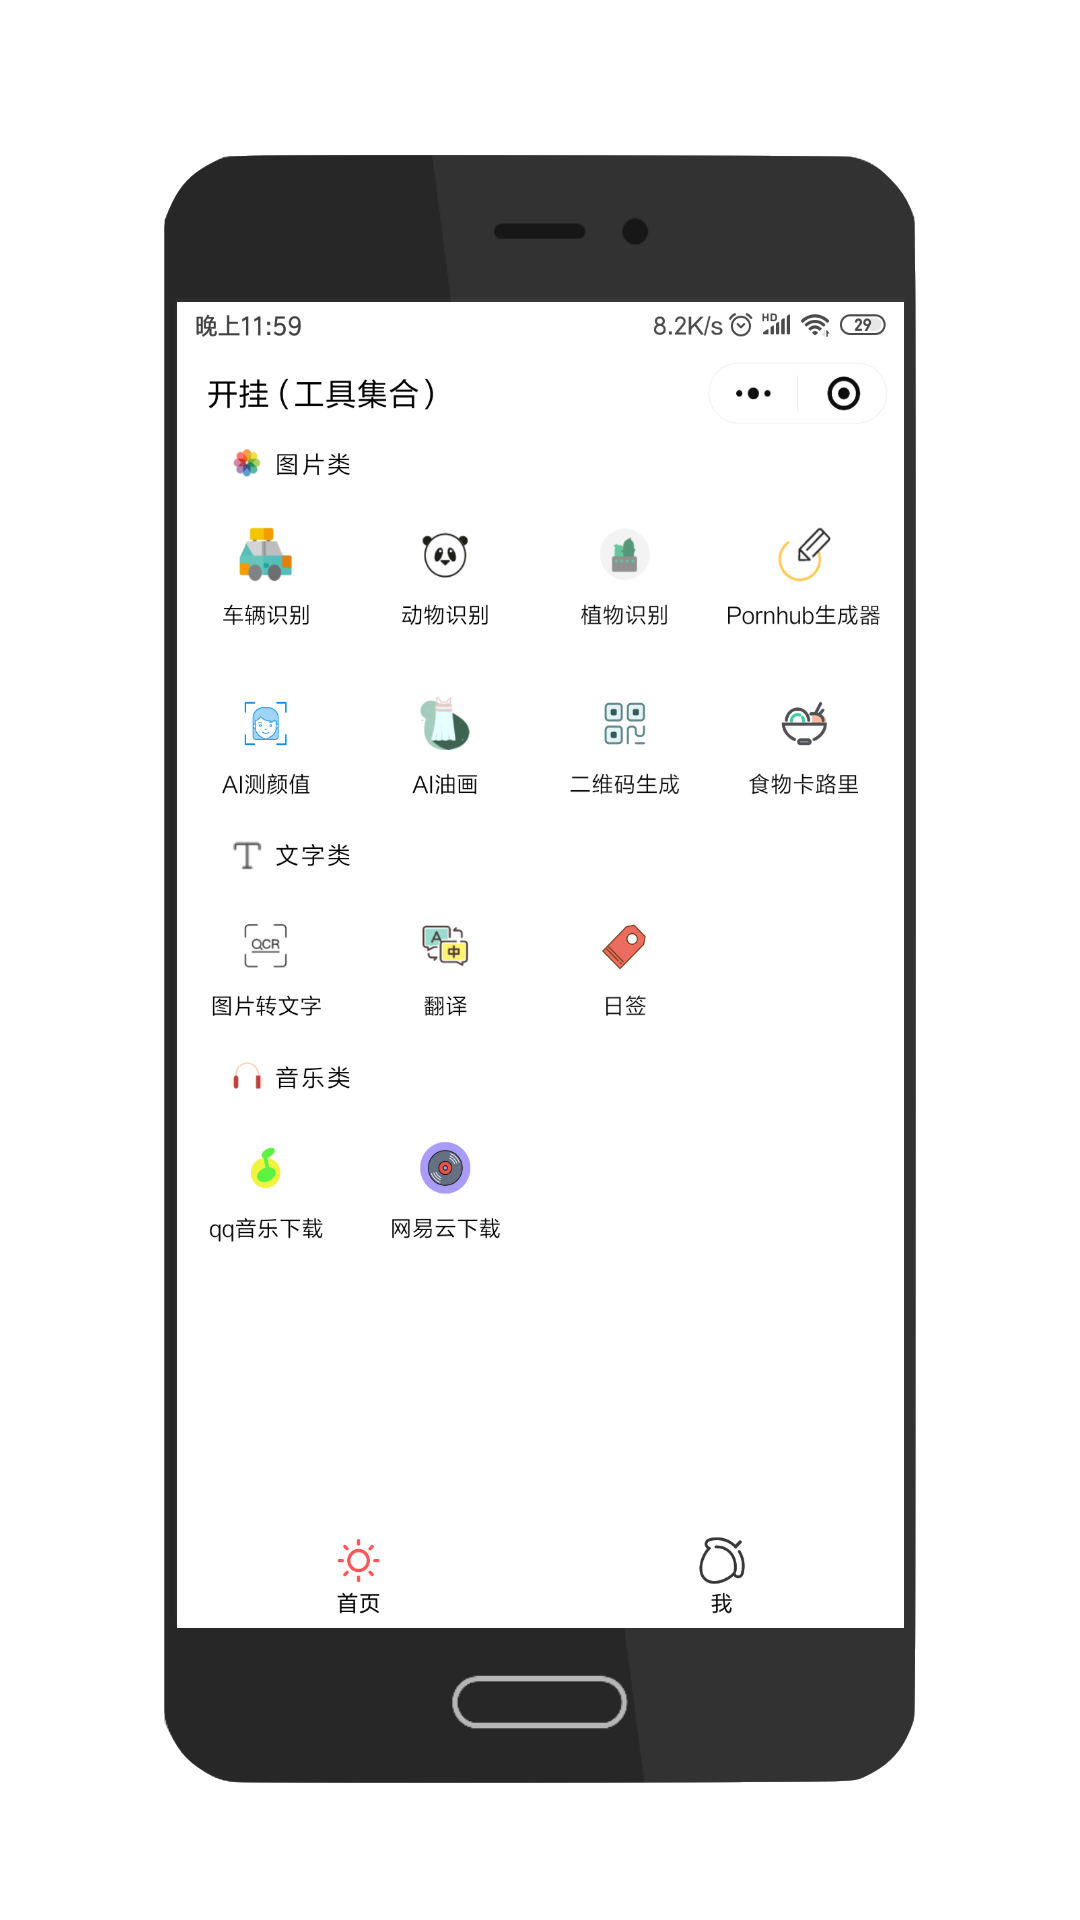 晚上11:59 8.2K/s HD 29
开挂（工具集合）
图片类
车辆识别 动物识别 植物识别 Pornhub生成器
AI测颜值 AI油画 二维码生成 食物卡路里
文字类
QCR
A 中
图片转文字 翻译 日签
音乐类
qq音乐下载 网易云下载
首页 我